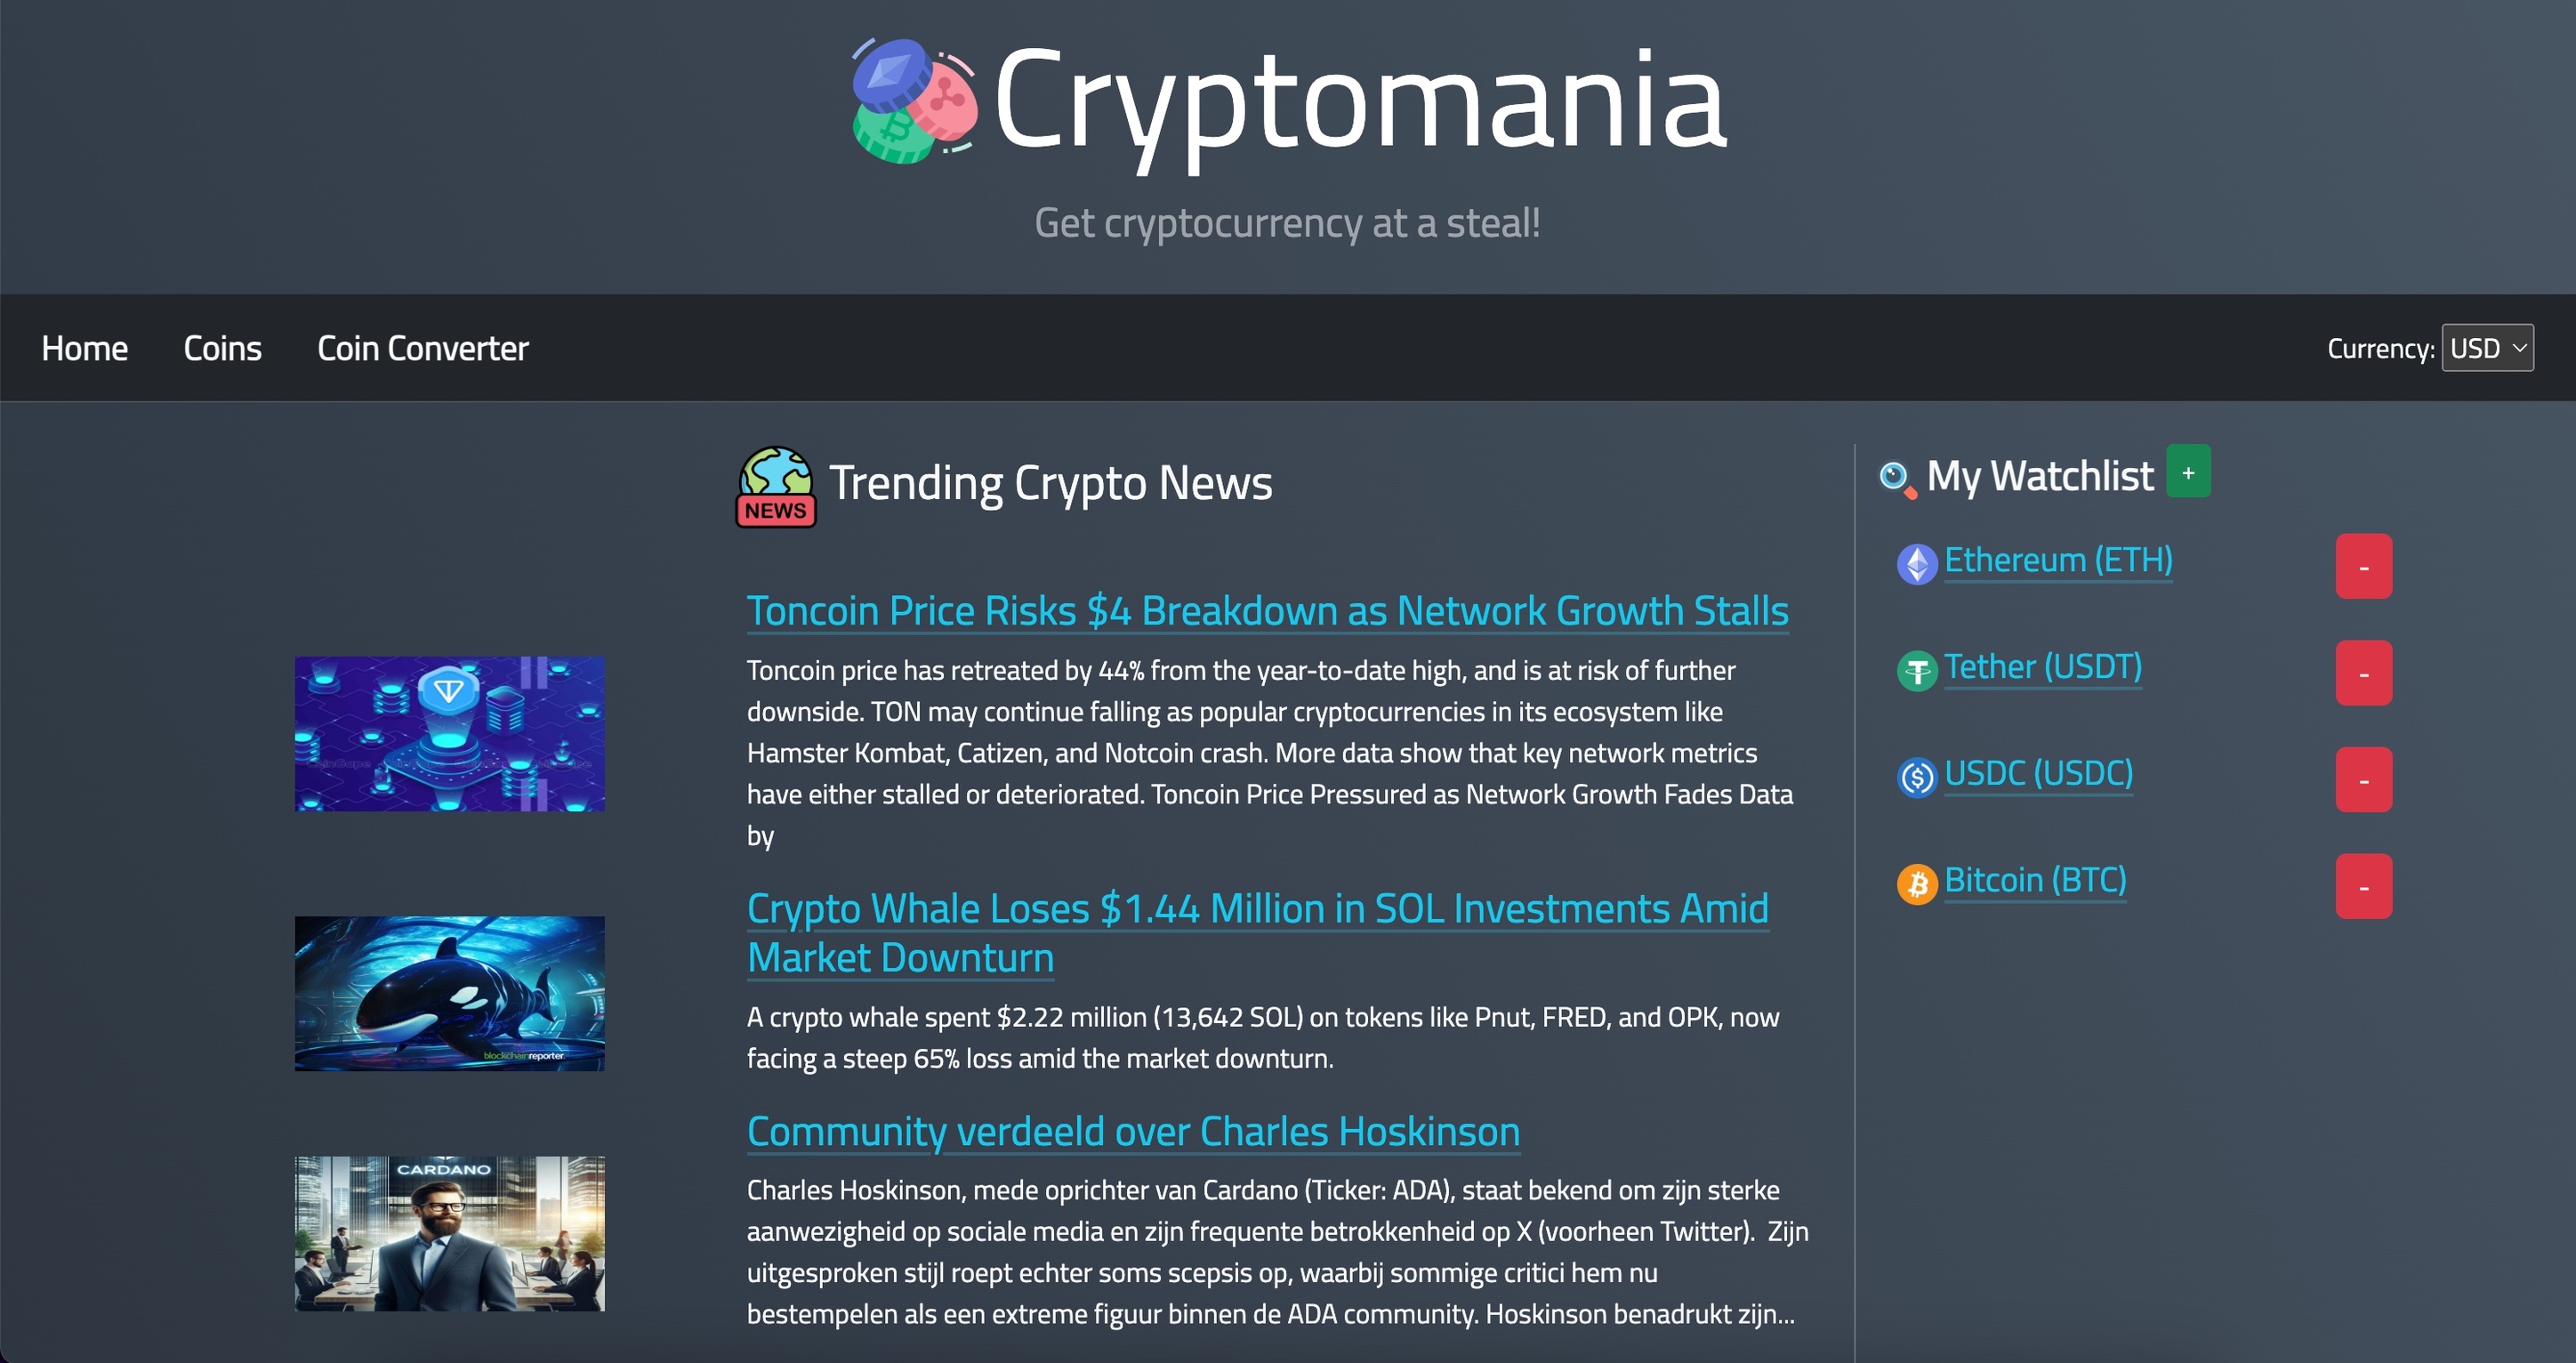 Cryptomania
Get cryptocurrency at a steal!
Home
Coins
Coin Converter
Currency: USD
NEWS
Trending Crypto News
Toncoin Price Risks $4 Breakdown as Network Growth Stalls
Toncoin price has retreated by 44% from the year-to-date high, and is at risk of further
downside. TON may continue falling as popular cryptocurrencies in its ecosystem like
Hamster Kombat, Catizen, and Notcoin crash. More data show that key network metrics
have either stalled or deteriorated. Toncoin Price Pressured as Network Growth Fades Data
by
blockchainreporter
Crypto Whale Loses $1.44 Million in SOL Investments Amid
Market Downturn
A crypto whale spent $2.22 million (13,642 SOL) on tokens like Pnut, FRED, and OPK, now
facing a steep 65% loss amid the market downturn.
CARDANO
Community verdeeld over Charles Hoskinson
Charles Hoskinson, mede oprichter van Cardano (Ticker: ADA), staat bekend om zijn sterke
aanwezigheid op sociale media en zijn frequente betrokkenheid op X (voorheen Twitter).  Zijn
uitgesproken stijl roept echter soms scepsis op, waarbij sommige critici hem nu
bestempelen als een extreme figuur binnen de ADA community. Hoskinson benadrukt zijn...
My Watchlist +
Ethereum (ETH) -
Tether (USDT) -
USDC (USDC) -
Bitcoin (BTC) -